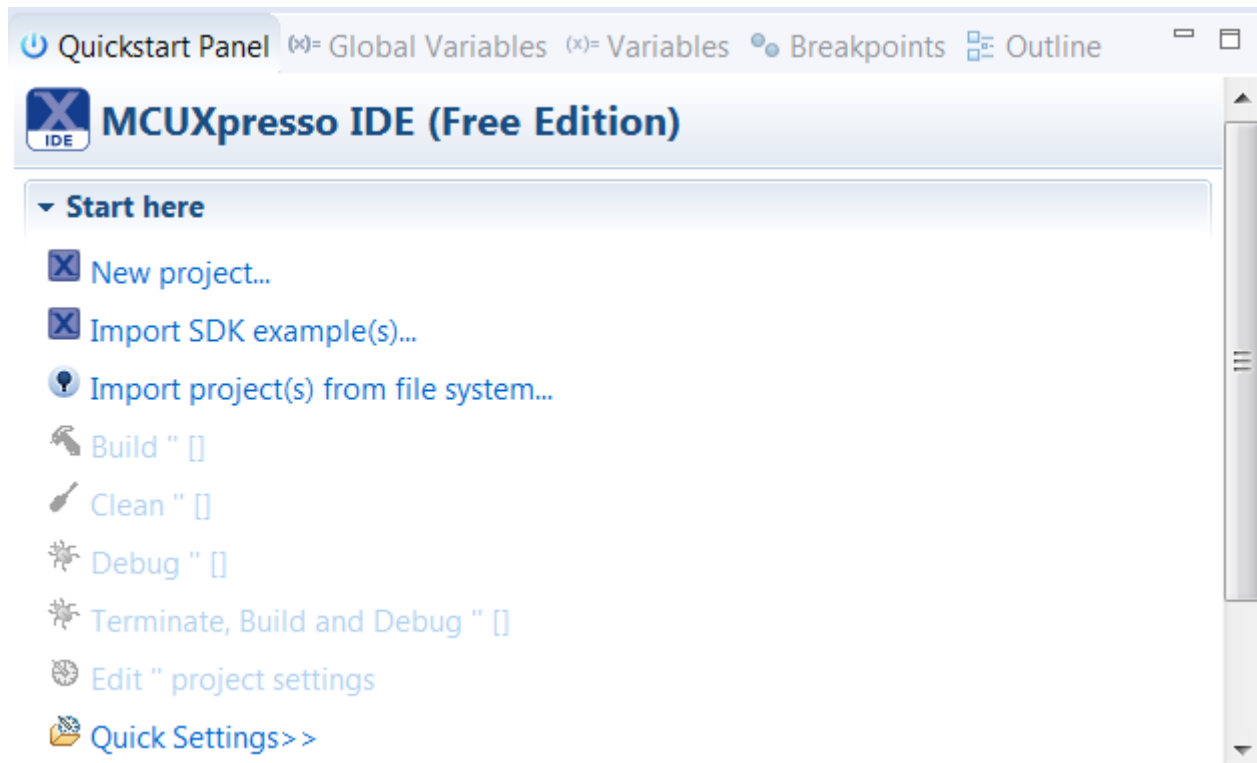 Quickstart Panel (x)= Global Variables (x)= Variables Breakpoints Outline
X IDE MCUXpresso IDE (Free Edition)
Start here
X New project...
X Import SDK example(s)...
Import project(s) from file system...
Build '' []
Clean '' []
Debug '' []
Terminate, Build and Debug '' []
Edit '' project settings
Quick Settings>>